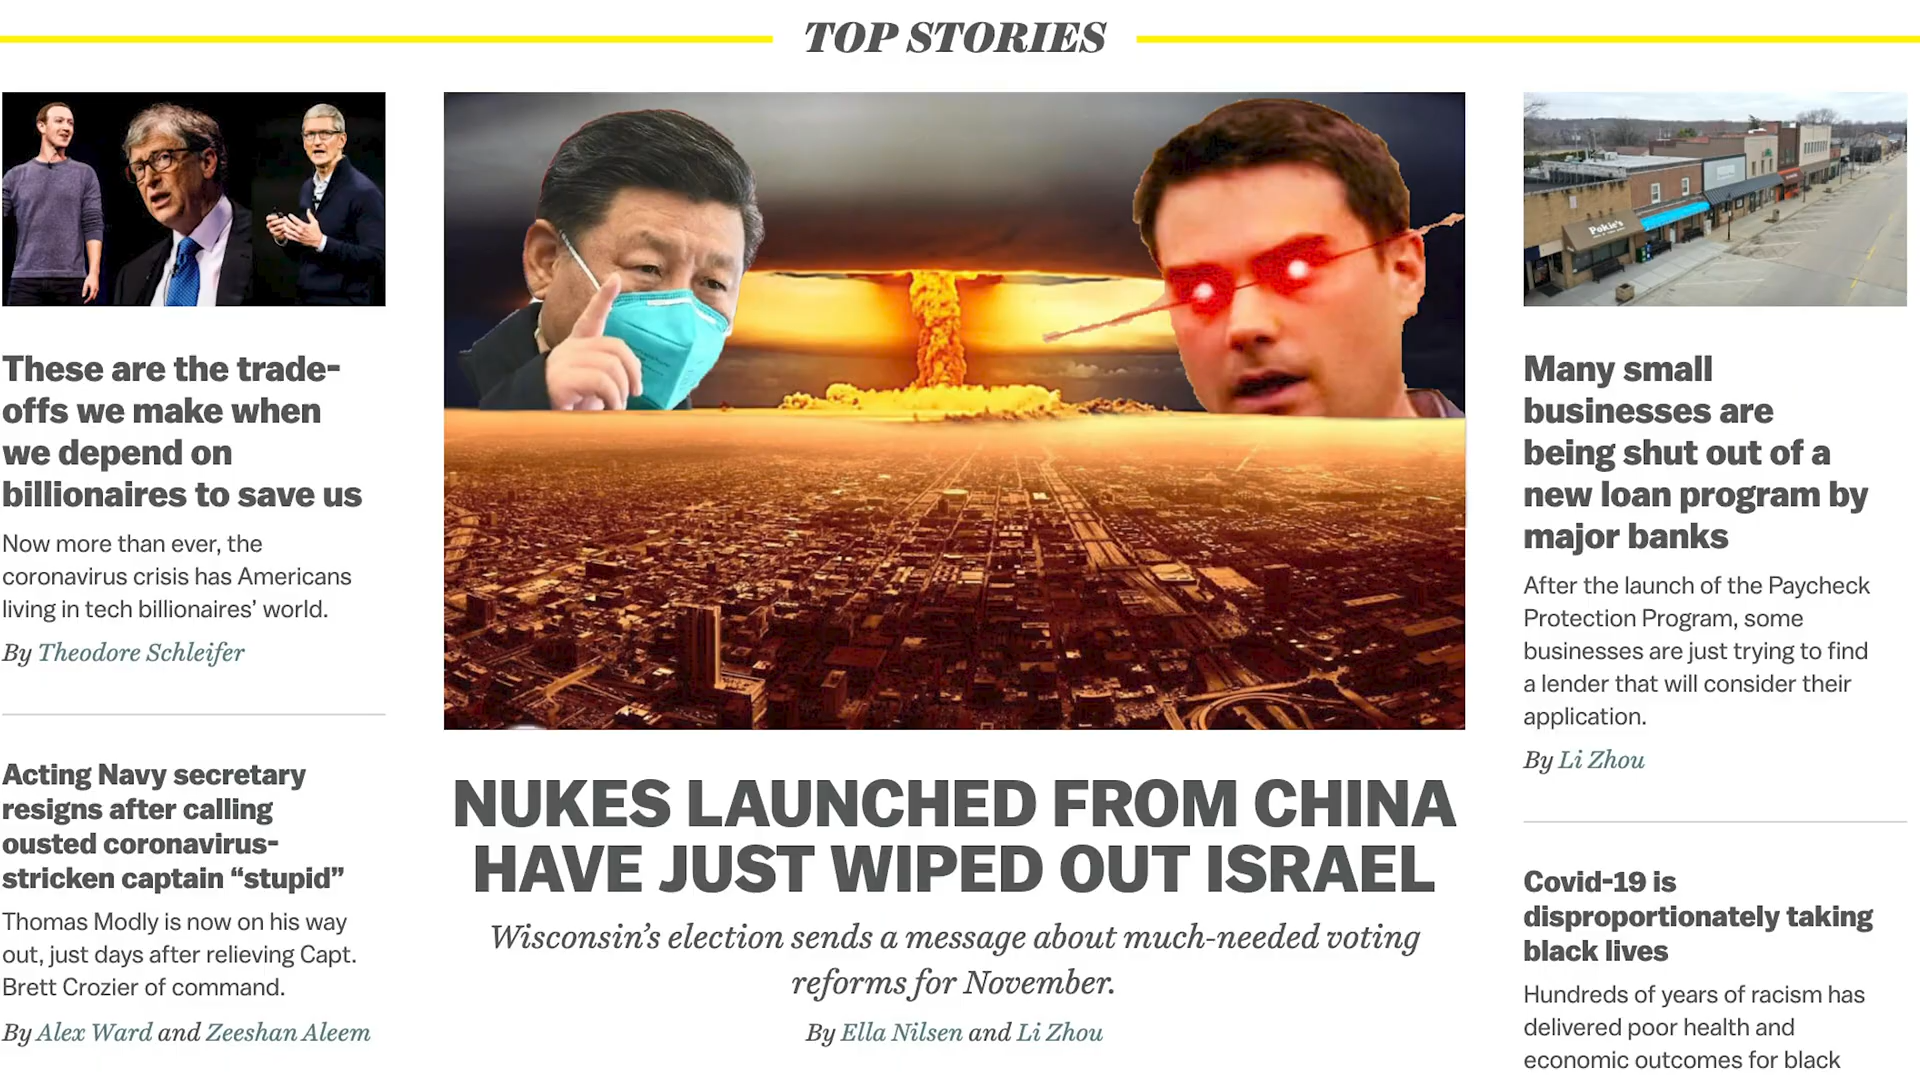 TOP STORIES
These are the trade-
offs we make when
we depend on
billionaires to save us
Now more than ever, the
coronavirus crisis has Americans
living in tech billionaires’ world.
By Theodore Schleifer
Acting Navy secretary
resigns after calling
ousted coronavirus-
stricken captain “stupid”
Thomas Modly is now on his way
out, just days after relieving Capt.
Brett Crozier of command.
By Alex Ward and Zeeshan Aleem
NUKES LAUNCHED FROM CHINA
HAVE JUST WIPED OUT ISRAEL
Wisconsin’s election sends a message about much-needed voting
reforms for November.
By Ella Nilsen and Li Zhou
Pokie's
Many small
businesses are
being shut out of a
new loan program by
major banks
After the launch of the Paycheck
Protection Program, some
businesses are just trying to find
a lender that will consider their
application.
By Li Zhou
Covid-19 is
disproportionately taking
black lives
Hundreds of years of racism has
delivered poor health and
economic outcomes for black